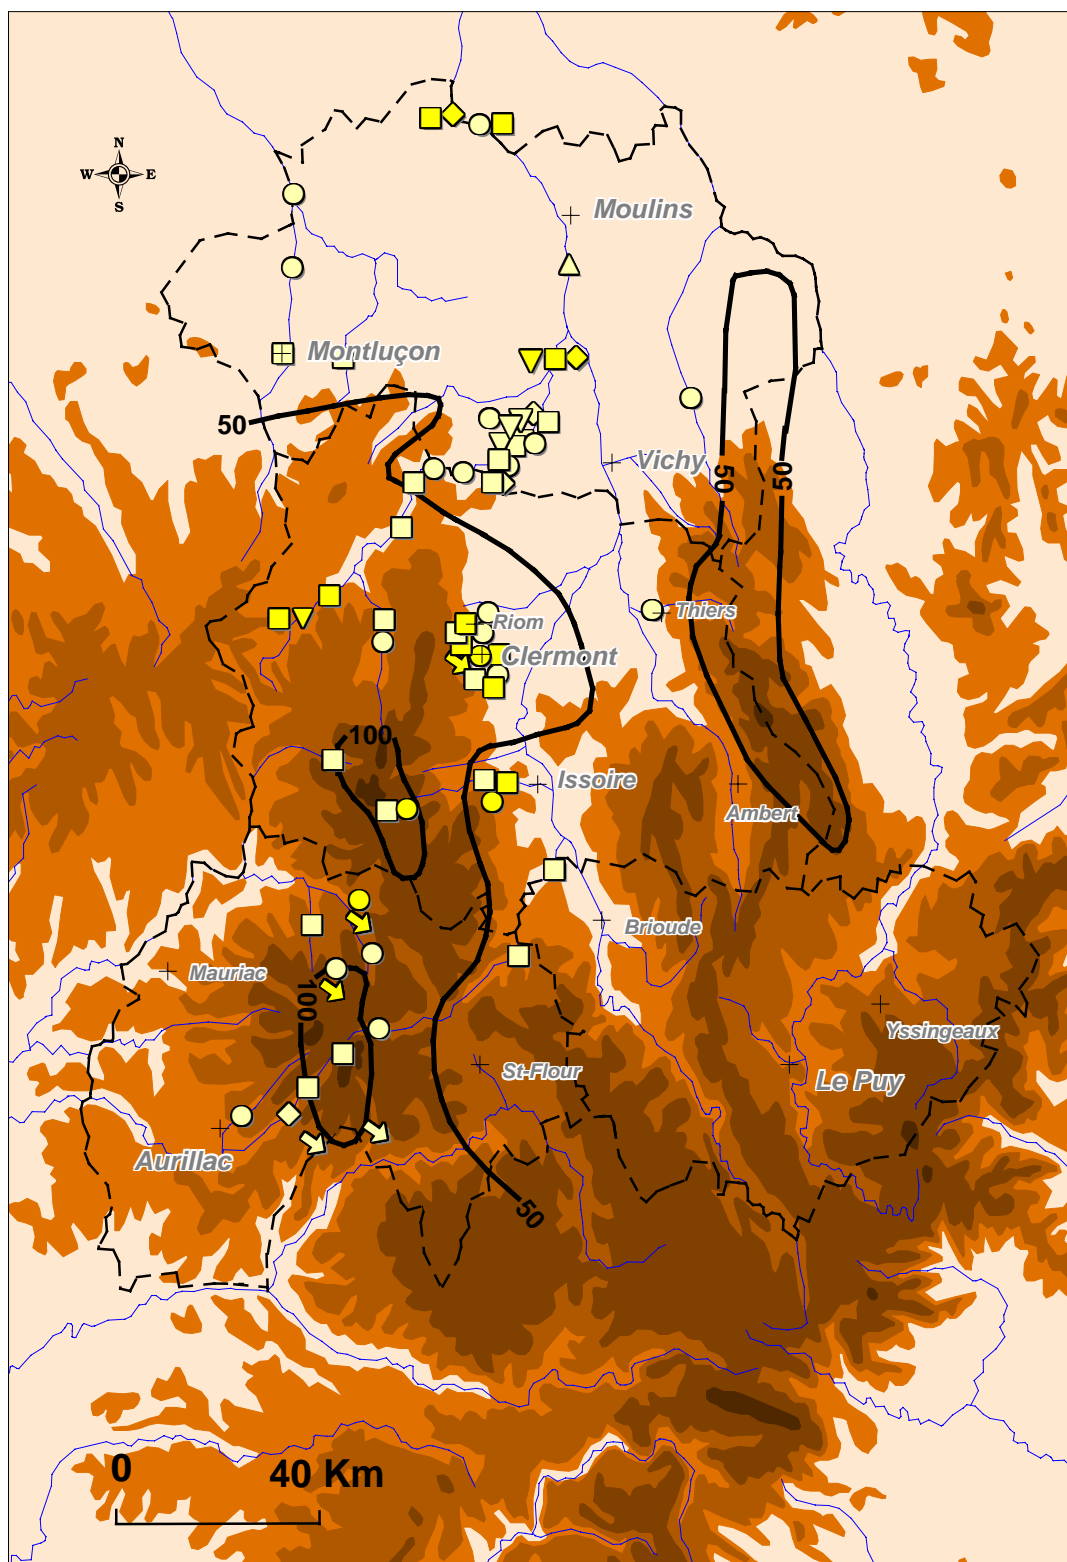 N
W E
S
Moulins
Montluçon
50
Vichy
50
50
Thiers
Riom
Clermont
100
Issoire
Ambert
Brioude
Mauriac
100
Yssingeaux
St-Flour
Le Puy
Aurillac
50
0 40 Km